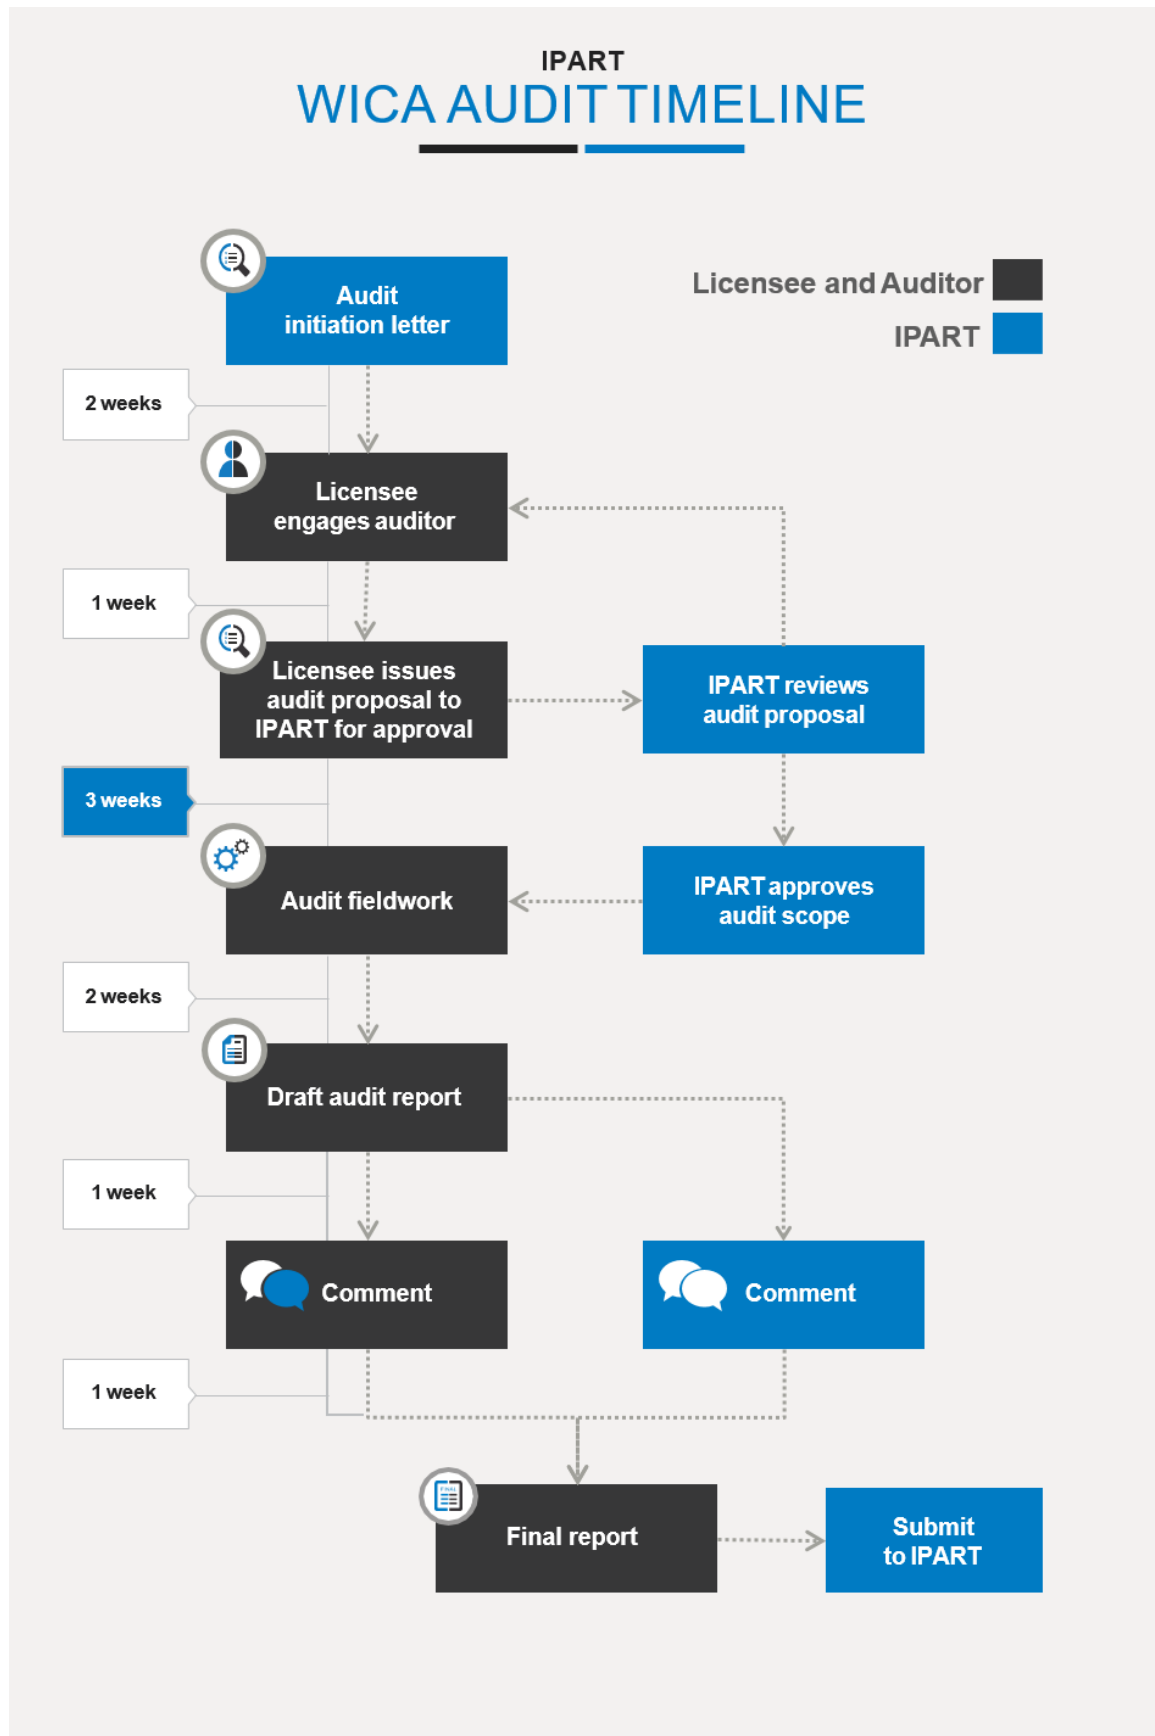 IPART
WICA AUDIT TIMELINE
Audit
initiation letter
Licensee and Auditor
IPART
2 weeks
Licensee
engages auditor
1 week
Licensee issues
audit proposal to
IPART for approval
IPART reviews
audit proposal
3 weeks
Audit fieldwork
IPART approves
audit scope
2 weeks
Draft audit report
1 week
Comment
Comment
1 week
FINAL
Final report
Submit
to IPART